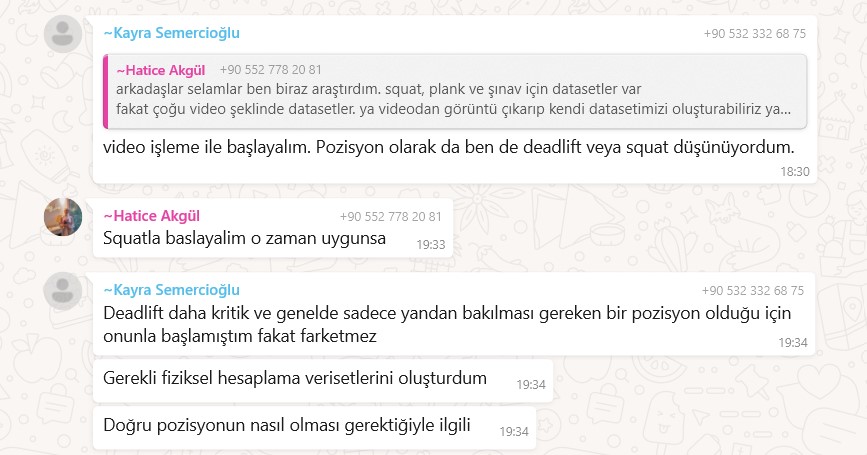 ~Kayra Semercioğlu +90 532 332 68 75
~Hatice Akgül +90 552 778 20 81
arkadaşlar selamlar ben biraz araştırdım. squat, plank ve şınav için datasetler var
fakat çoğu video şeklinde datasetler. ya videodan görüntü çıkarıp kendi datasetimizi oluşturabiliriz ya...
video işleme ile başlayalım. Pozisyon olarak da ben de deadlift veya squat düşünüyordum.
18:30
~Hatice Akgül +90 552 778 20 81
Squatla baslayalim o zaman uygunsa 19:33
~Kayra Semercioğlu +90 532 332 68 75
Deadlift daha kritik ve genelde sadece yandan bakılması gereken bir pozisyon olduğu için
onunla başlamıştım fakat farketmez 19:34
Gerekli fiziksel hesaplama verisetlerini oluşturdum 19:34
Doğru pozisyonun nasıl olması gerektiğiyle ilgili 19:34